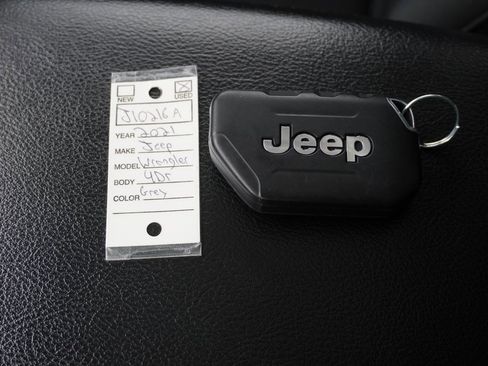 NEW USED
J10216A
YEAR 2021
MAKE Jeep
MODEL Wrangler
BODY 4Dr
COLOR Grey
Jeep